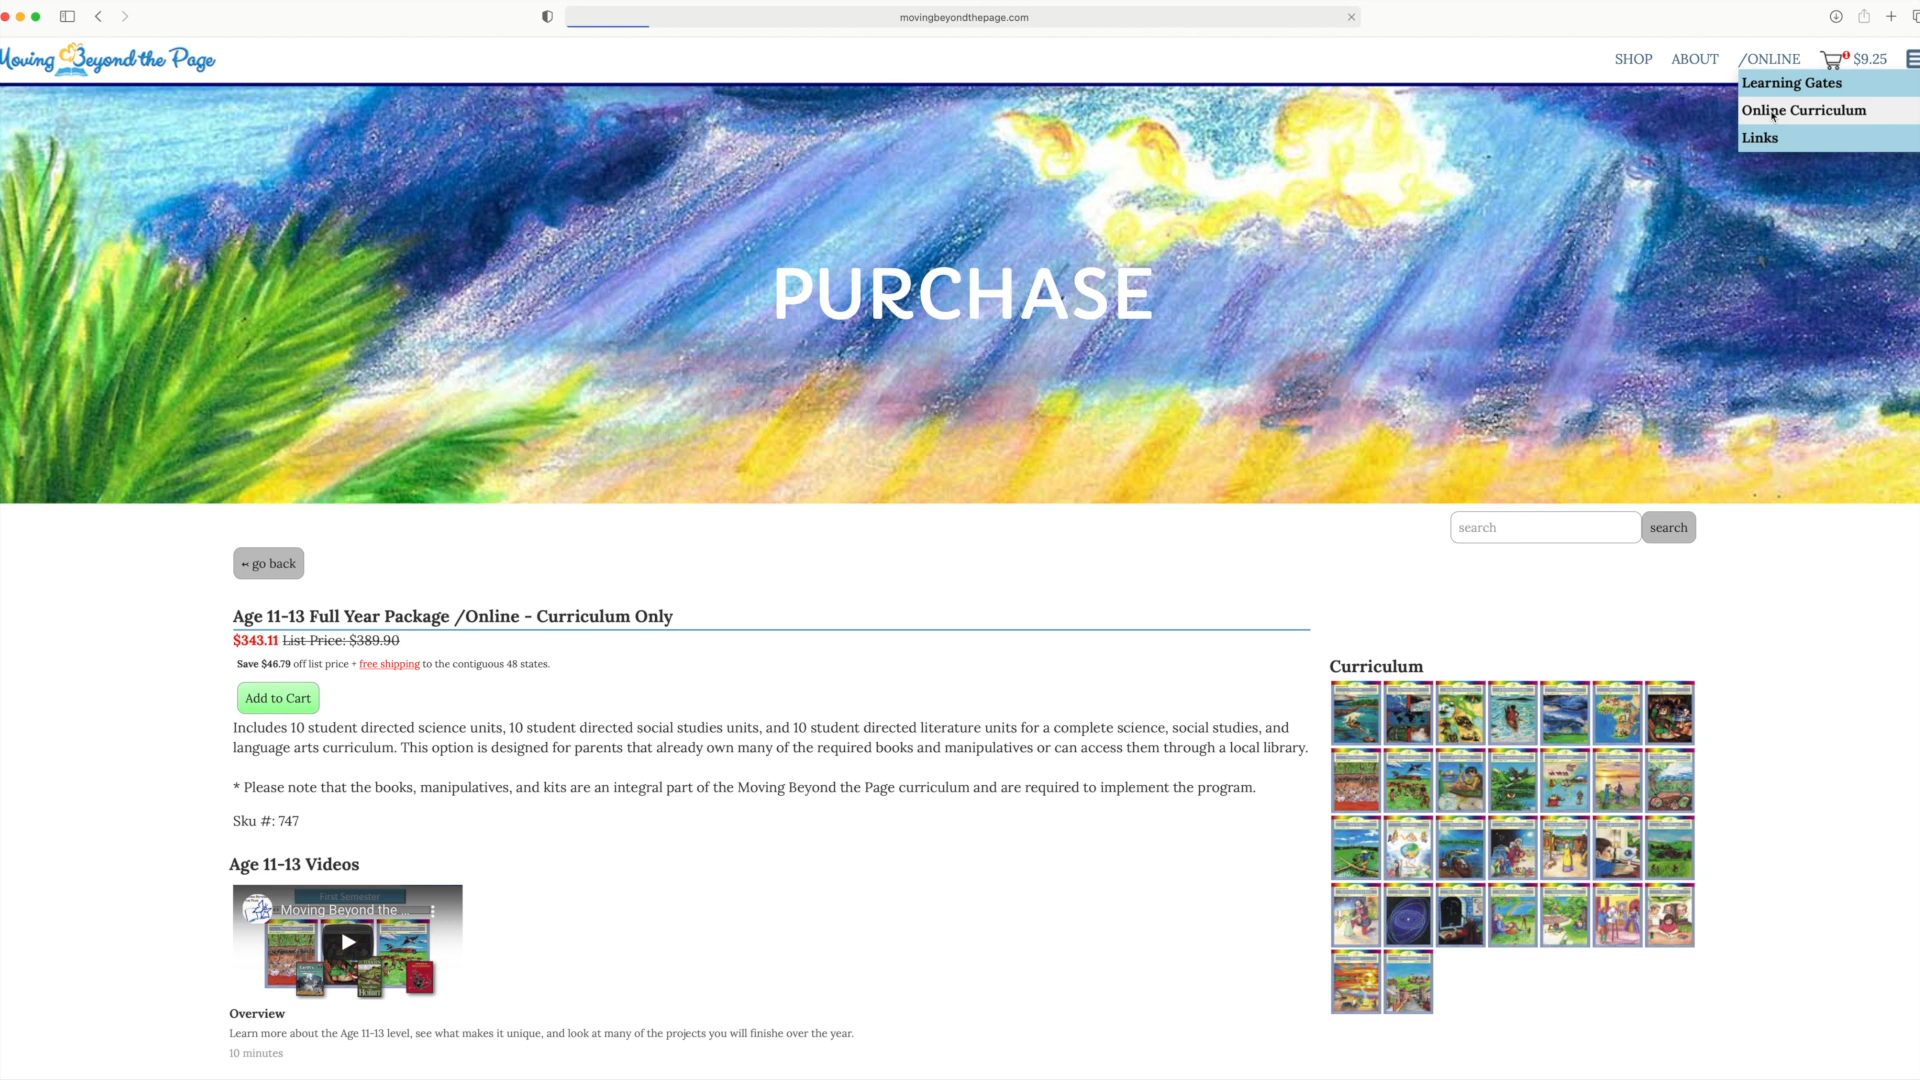 movingbeyondthepage.com
Moving Beyond the Page
SHOP
ABOUT
/ONLINE
1
$9.25
Learning Gates
Online Curriculum
Links
PURCHASE
search
search
↢ go back
Age 11-13 Full Year Package /Online - Curriculum Only
$343.11 List Price: $389.90
Save $46.79 off list price + free shipping to the contiguous 48 states.
Add to Cart
Includes 10 student directed science units, 10 student directed social studies units, and 10 student directed literature units for a complete science, social studies, and
language arts curriculum. This option is designed for parents that already own many of the required books and manipulatives or can access them through a local library.
* Please note that the books, manipulatives, and kits are an integral part of the Moving Beyond the Page curriculum and are required to implement the program.
Sku #: 747
Curriculum
Age 11-13 Videos
First Semester
Moving Beyond the ...
Overview
Learn more about the Age 11-13 level, see what makes it unique, and look at many of the projects you will finishe over the year.
10 minutes